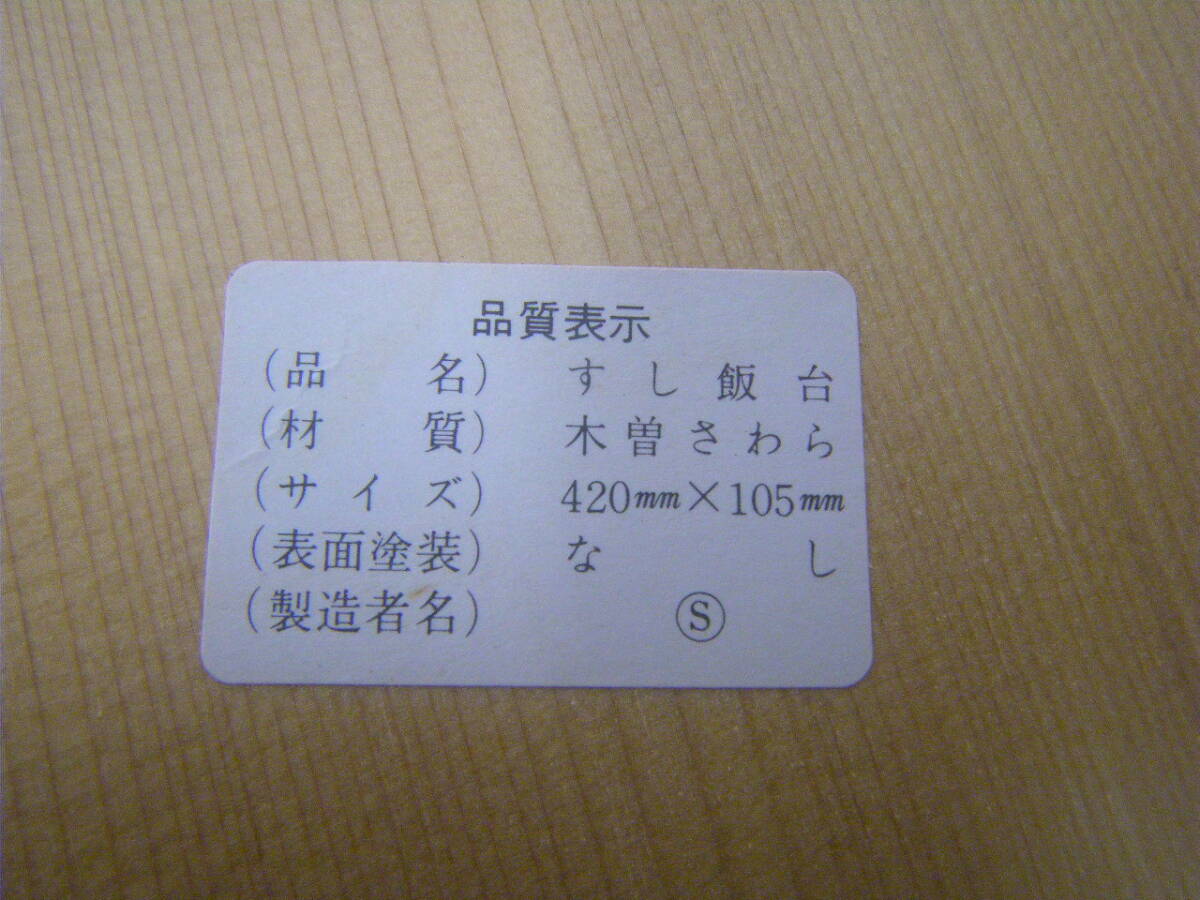 品質表示
(品名) すし飯台
(材質) 木曽さわら
(サイズ) 420mm×105mm
(表面塗装) なし
(製造者名) Ⓢ